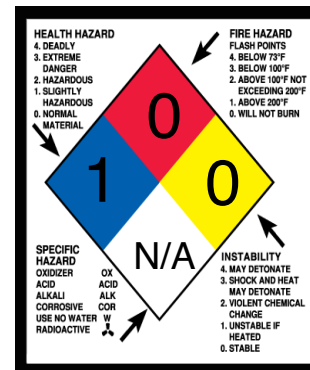 HEALTH HAZARD
4. DEADLY
3. EXTREME
DANGER
2. HAZARDOUS
1. SLIGHTLY
HAZARDOUS
0. NORMAL
MATERIAL
FIRE HAZARD
FLASH POINTS
4. BELOW 73°F
3. BELOW 100°F
2. ABOVE 100°F NOT
EXCEEDING 200°F
1. ABOVE 200°F
0. WILL NOT BURN
0
1
0
N/A
SPECIFIC
HAZARD
OXIDIZER OX
ACID ACID
ALKALI ALK
CORROSIVE COR
USE NO WATER W
RADIOACTIVE
INSTABILITY
4. MAY DETONATE
3. SHOCK AND HEAT
MAY DETONATE
2. VIOLENT CHEMICAL
CHANGE
1. UNSTABLE IF
HEATED
0. STABLE